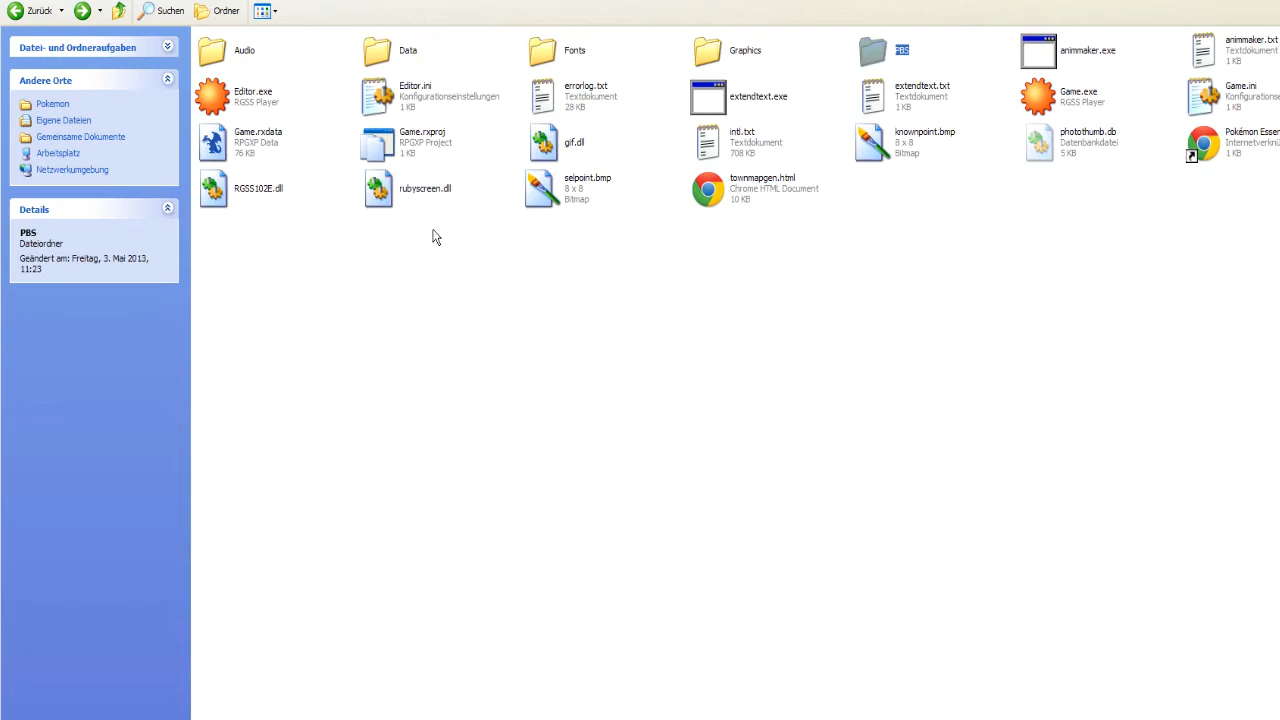 Zurück
Suchen
Ordner
Datei- und Ordneraufgaben
Andere Orte
Pokemon
Eigene Dateien
Gemeinsame Dokumente
Arbeitsplatz
Netzwerkumgebung
Details
PBS
Dateiordner
Geändert am: Freitag, 3. Mai 2013,
11:23
Audio
Data
Fonts
Graphics
PBS
animmaker.exe
animmaker.txt
Textdokument
1 KB
Editor.exe
RGSS Player
Editor.ini
Konfigurationseinstellungen
1 KB
errorlog.txt
Textdokument
28 KB
extendtext.exe
extendtext.txt
Textdokument
1 KB
Game.exe
RGSS Player
Game.ini
Konfigurationseinst
1 KB
Game.rxdata
RPGXP Data
76 KB
Game.rxproj
RPGXP Project
1 KB
gif.dll
intl.txt
Textdokument
708 KB
knownpoint.bmp
8 x 8
Bitmap
photothumb.db
Datenbankdatei
5 KB
Pokémon Esser
Internetverknü
1 KB
RGSS102E.dll
rubyscreen.dll
selpoint.bmp
8 x 8
Bitmap
townmapgen.html
Chrome HTML Document
10 KB